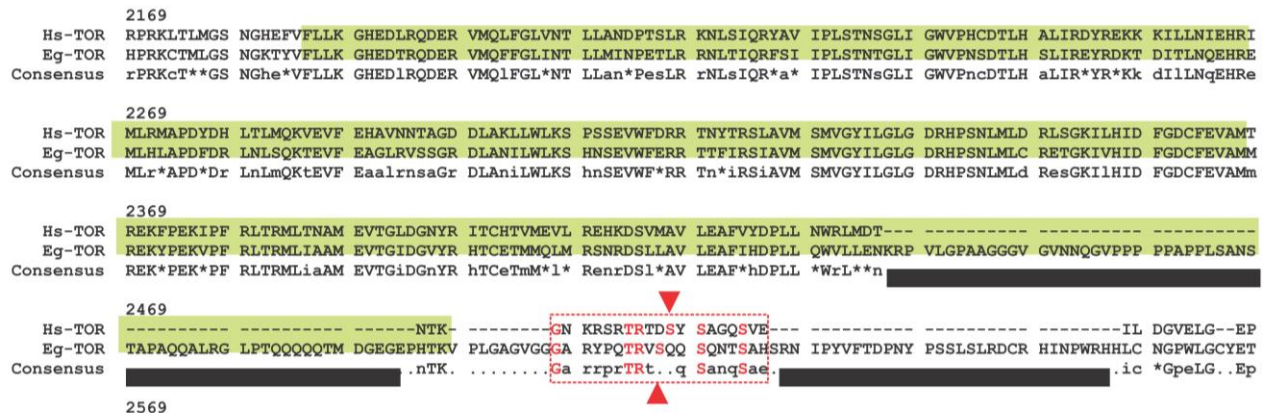 2169
Hs-TOR RPRKLTLMGS NGHEFVFLLK GHEDLRQDER VMQLFGLVNT LLANDPTSLR KNLSIQRYAV IPLSTNSGLI GWVPHCDTLH ALIRDYREKK KILLNIEHRI
Eg-TOR HPRKCTMLGS NGKTYVFLLK GHEDIRQDER VMQFFGLINT LLMINPETLR RNLTIQRFSI IPLSTNTGLI GWVPNSDTLH SLIREYRDKT DITLNQEHRE
Consensus rPRKcT**GS NGhe*VFLLK GHEDlRQDER VMQlFGL*NT LLan*PesLR rNLsIQR*a* IPLSTNsGLI GWVPncDTLH aLIR*YR*Kk dIlLNqEHRe
2269
Hs-TOR MLRMAPDYDH LTLMQKVEVF EHAVNNTAGD DLAKLLWLKS PSSEVWFDRR TNYTRSLAVM SMVGYILGLG DRHPSNLMLD RLSGKILHID FGDCFEVAMT
Eg-TOR MLHLAPDFDR LNLSQKTEVF EAGLRVSSGR DLANILWLKS HNSEVWFERR TTFIRSIAVM SMVGYILGLG DRHPSNLMLC RETGKIVHID FGDCFEVAMM
Consensus MLr*APD*Dr LnLmQKtEVF EaalrnsaGr DLAniLWLKS hnSEVWF*RR Tn*iRSiAVM SMVGYILGLG DRHPSNLMLd ResGKIlHID FGDCFEVAMm
2369
Hs-TOR REKFPEKIPF RLTRMLTNAM EVTGLDGNYR ITCHTVMEVL REHKDSVMAV LEAFVYDPLL NWRLMDT--- ---------- ---------- ----------
Eg-TOR REKYPEKVPF RLTRMLIAAM EVTGIDGVYR HTCETMMQLM RSNRDSLLAV LEAFIHDPLL QWVLLENKRP VLGPAAGGGV GVNNQGVPPP PPAPPLSANS
Consensus REK*PEK*PF RLTRMLiaAM EVTGiDGnYR hTCeTmM*l* RenrDSl*AV LEAF*hDPLL *WrL**n
2469
Hs-TOR ---------- ---------- ---------NTK- ---------G N KRSRTRTDSY SAGQSVE--- ---------- ---------- --------IL DGVELG--EP
Eg-TOR TAPAQQALRG LPTQQQQQTM DGEGEPHTKV PLGAGVGGGA RYPQTRVSQQ SQNTSAHSRN IPYVFTDPNY PSSLSLRDCR HINPWRHHLC NGPWLGCYET
Consensus ..nTK. .........Ga rrprTRt..q SanqSae. .ic *GpeLG..Ep
2569